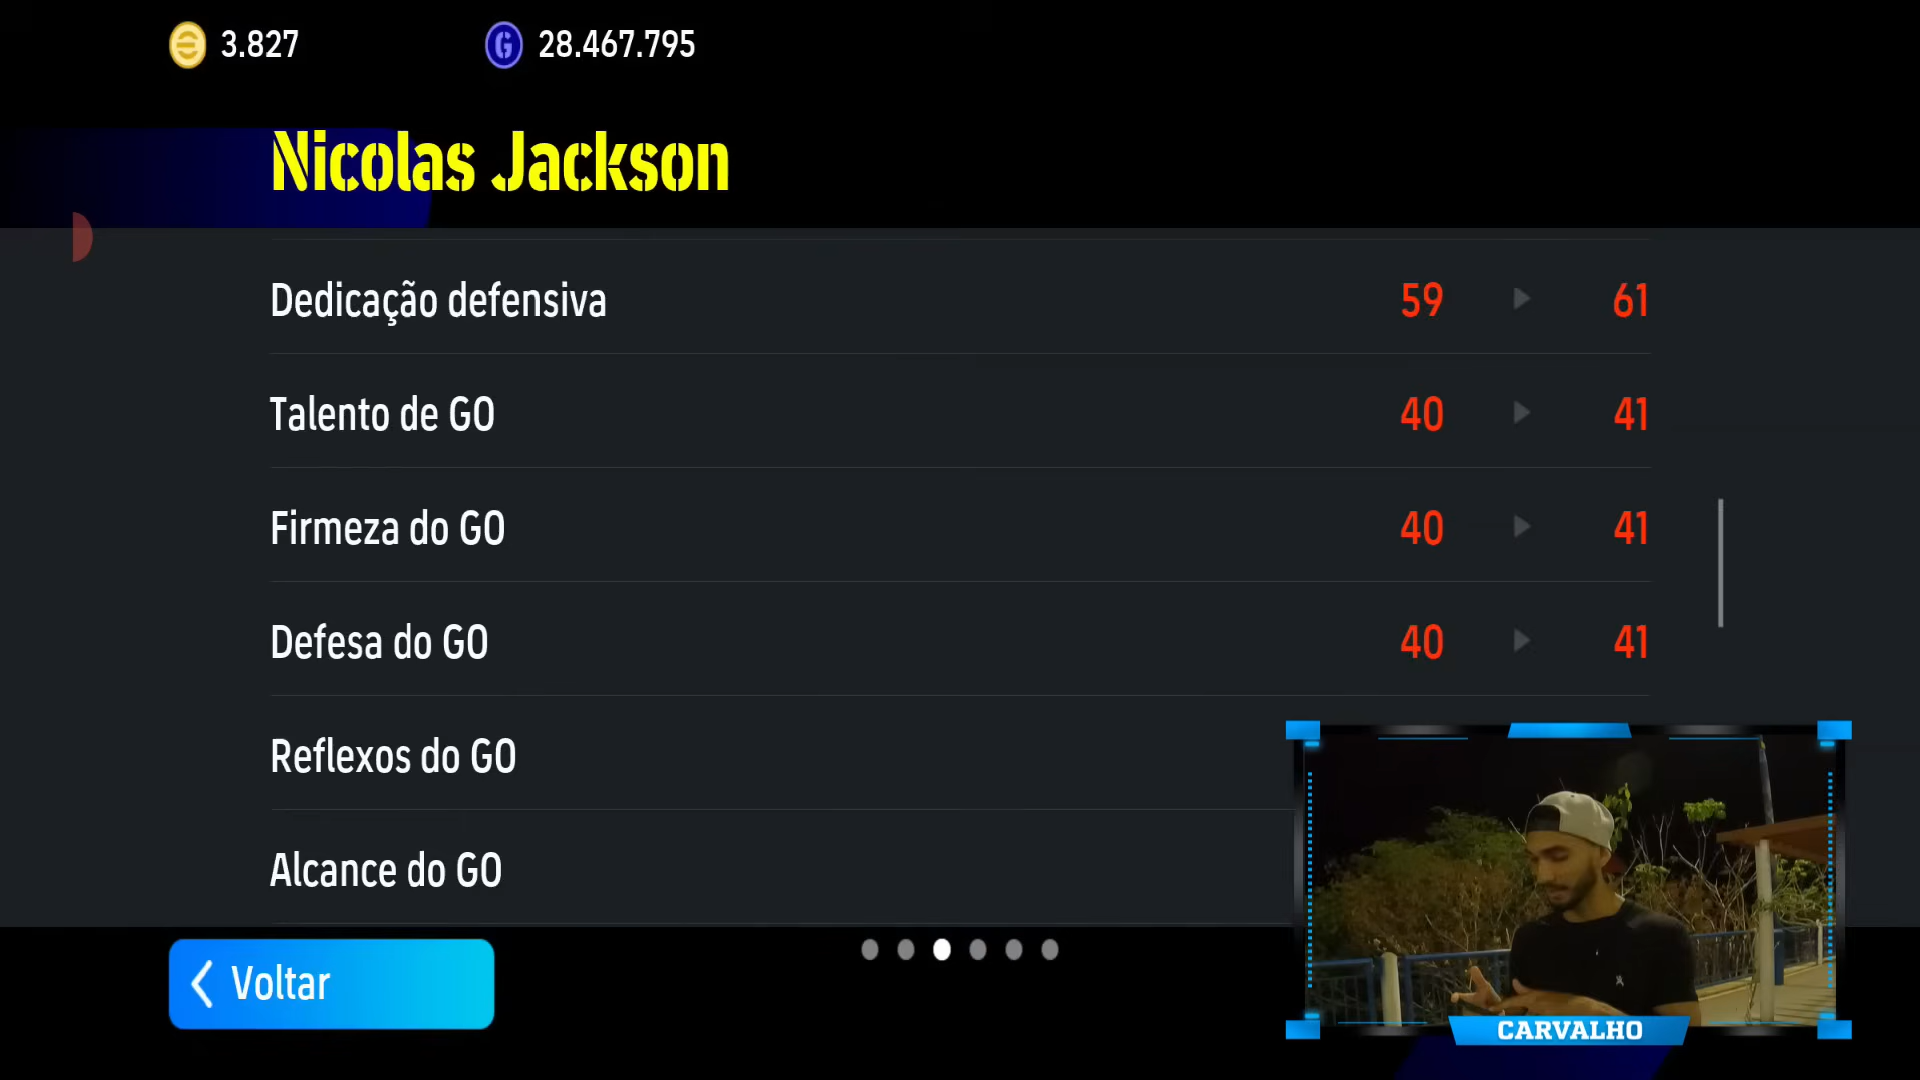 3.827
28.467.795
Nicolas Jackson
Dedicação defensiva 59 61
Talento de GO 40 41
Firmeza do GO 40 41
Defesa do GO 40 41
Reflexos do GO
Alcance do GO
Voltar
CARVALHO